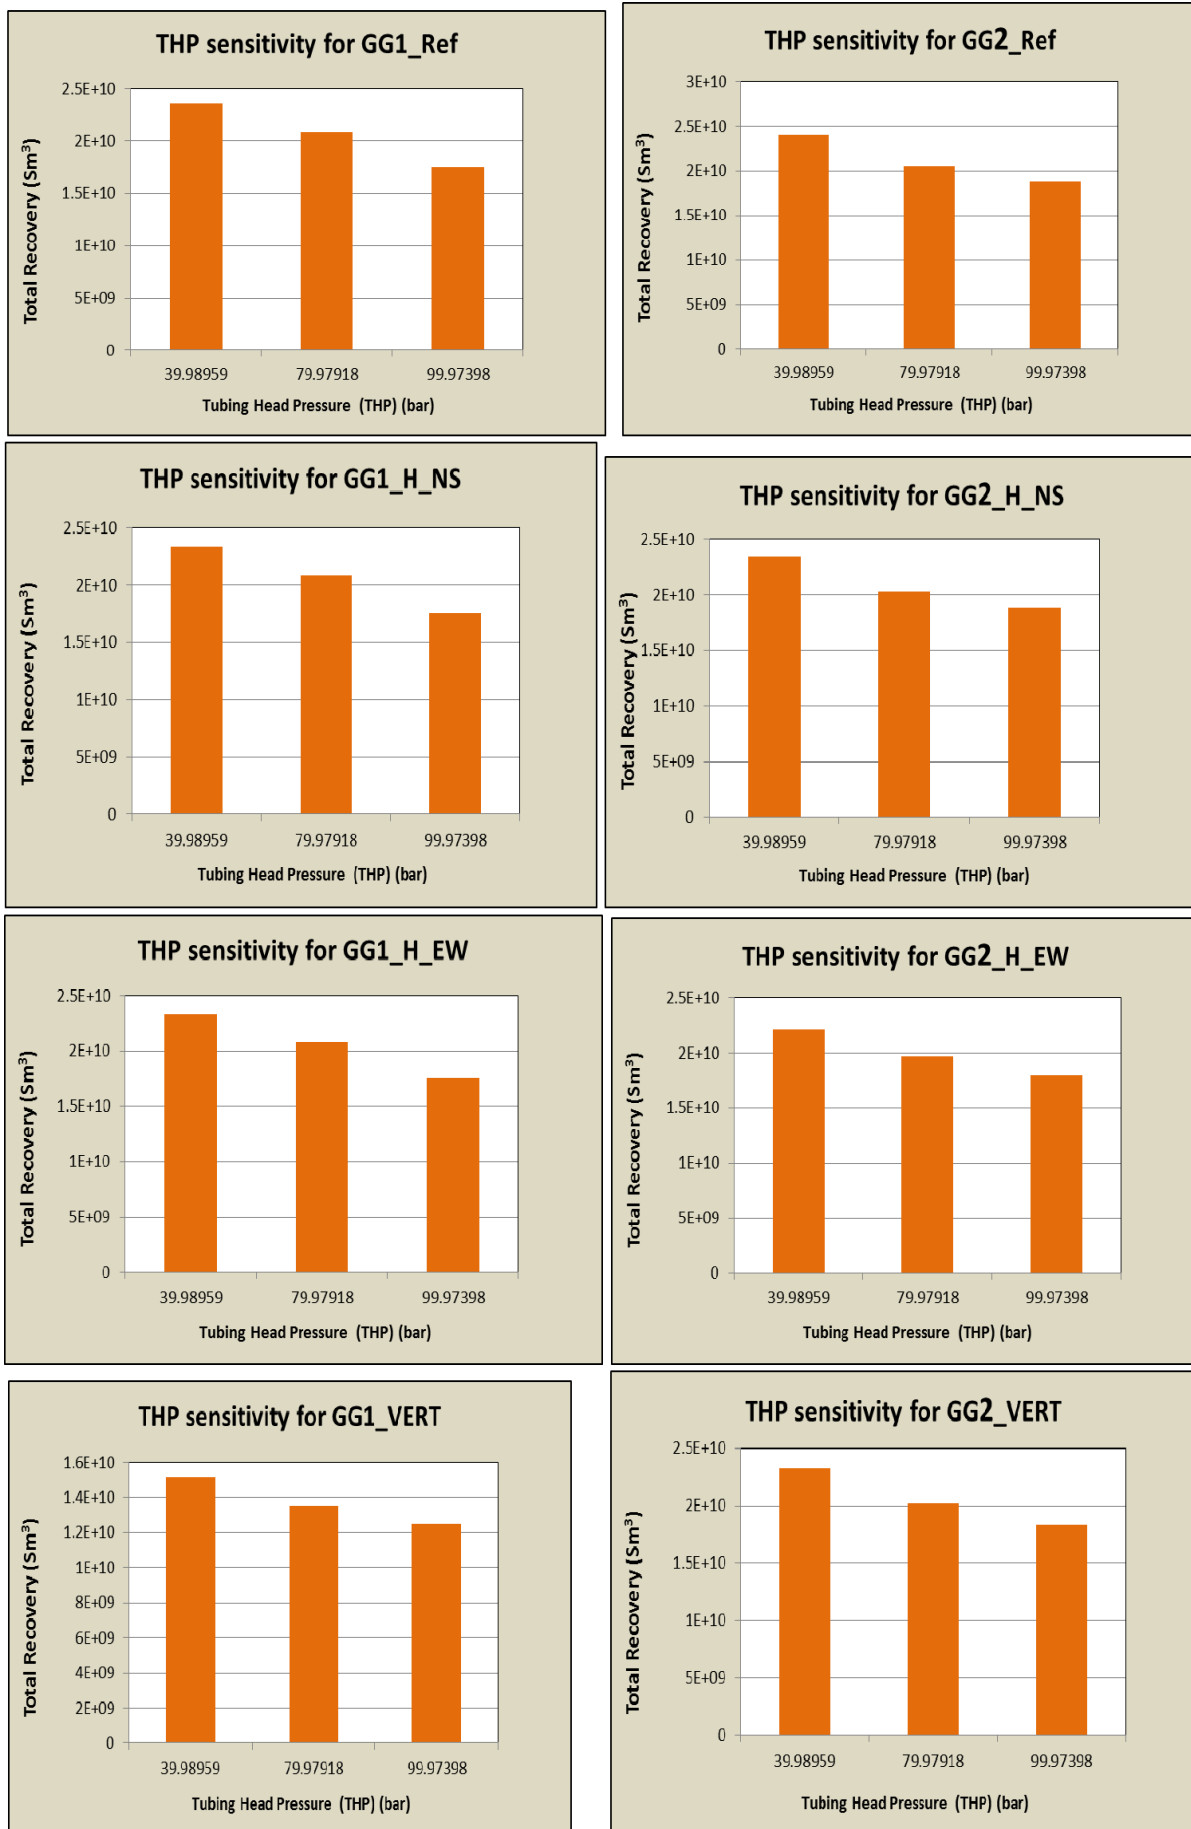 THP sensitivity for GG1_Ref
Total Recovery (Sm³)
2.5E+10
2E+10
1.5E+10
1E+10
5E+09
0
39.98959 79.97918 99.97398
Tubing Head Pressure (THP) (bar)
THP sensitivity for GG2_Ref
Total Recovery (Sm³)
3E+10
2.5E+10
2E+10
1.5E+10
1E+10
5E+09
0
39.98959 79.97918 99.97398
Tubing Head Pressure (THP) (bar)
THP sensitivity for GG1_H_NS
Total Recovery (Sm³)
2.5E+10
2E+10
1.5E+10
1E+10
5E+09
0
39.98959 79.97918 99.97398
Tubing Head Pressure (THP) (bar)
THP sensitivity for GG2_H_NS
Total Recovery (Sm³)
2.5E+10
2E+10
1.5E+10
1E+10
5E+09
0
39.98959 79.97918 99.97398
Tubing Head Pressure (THP) (bar)
THP sensitivity for GG1_H_EW
Total Recovery (Sm³)
2.5E+10
2E+10
1.5E+10
1E+10
5E+09
0
39.98959 79.97918 99.97398
Tubing Head Pressure (THP) (bar)
THP sensitivity for GG2_H_EW
Total Recovery (Sm³)
2.5E+10
2E+10
1.5E+10
1E+10
5E+09
0
39.98959 79.97918 99.97398
Tubing Head Pressure (THP) (bar)
THP sensitivity for GG1_VERT
Total Recovery (Sm³)
1.6E+10
1.4E+10
1.2E+10
1E+10
8E+09
6E+09
4E+09
2E+09
0
39.98959 79.97918 99.97398
Tubing Head Pressure (THP) (bar)
THP sensitivity for GG2_VERT
Total Recovery (Sm³)
2.5E+10
2E+10
1.5E+10
1E+10
5E+09
0
39.98959 79.97918 99.97398
Tubing Head Pressure (THP) (bar)